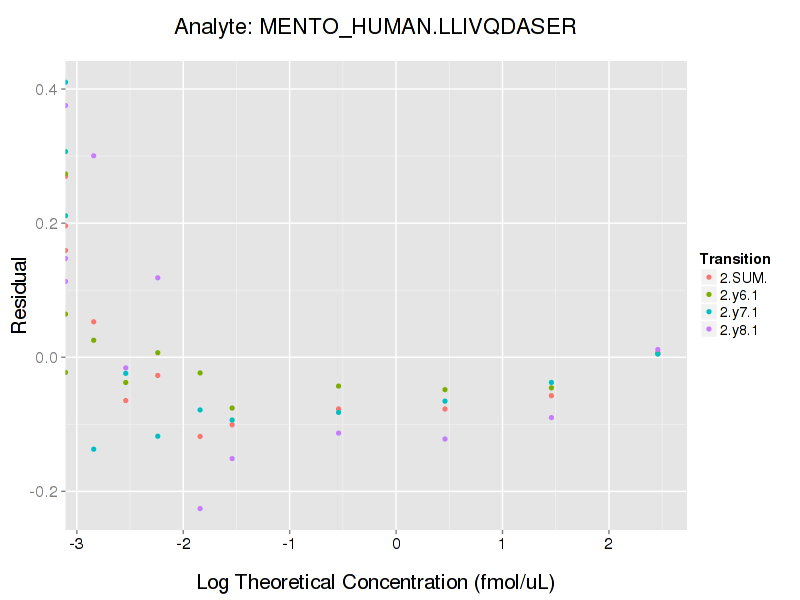 Analyte: MENTO_HUMAN.LLIVQDASER
Residual
0.4
0.2
0.0
-0.2
-3 -2 -1 0 1 2
Log Theoretical Concentration (fmol/uL)
Transition
2.SUM.
2.y6.1
2.y7.1
2.y8.1